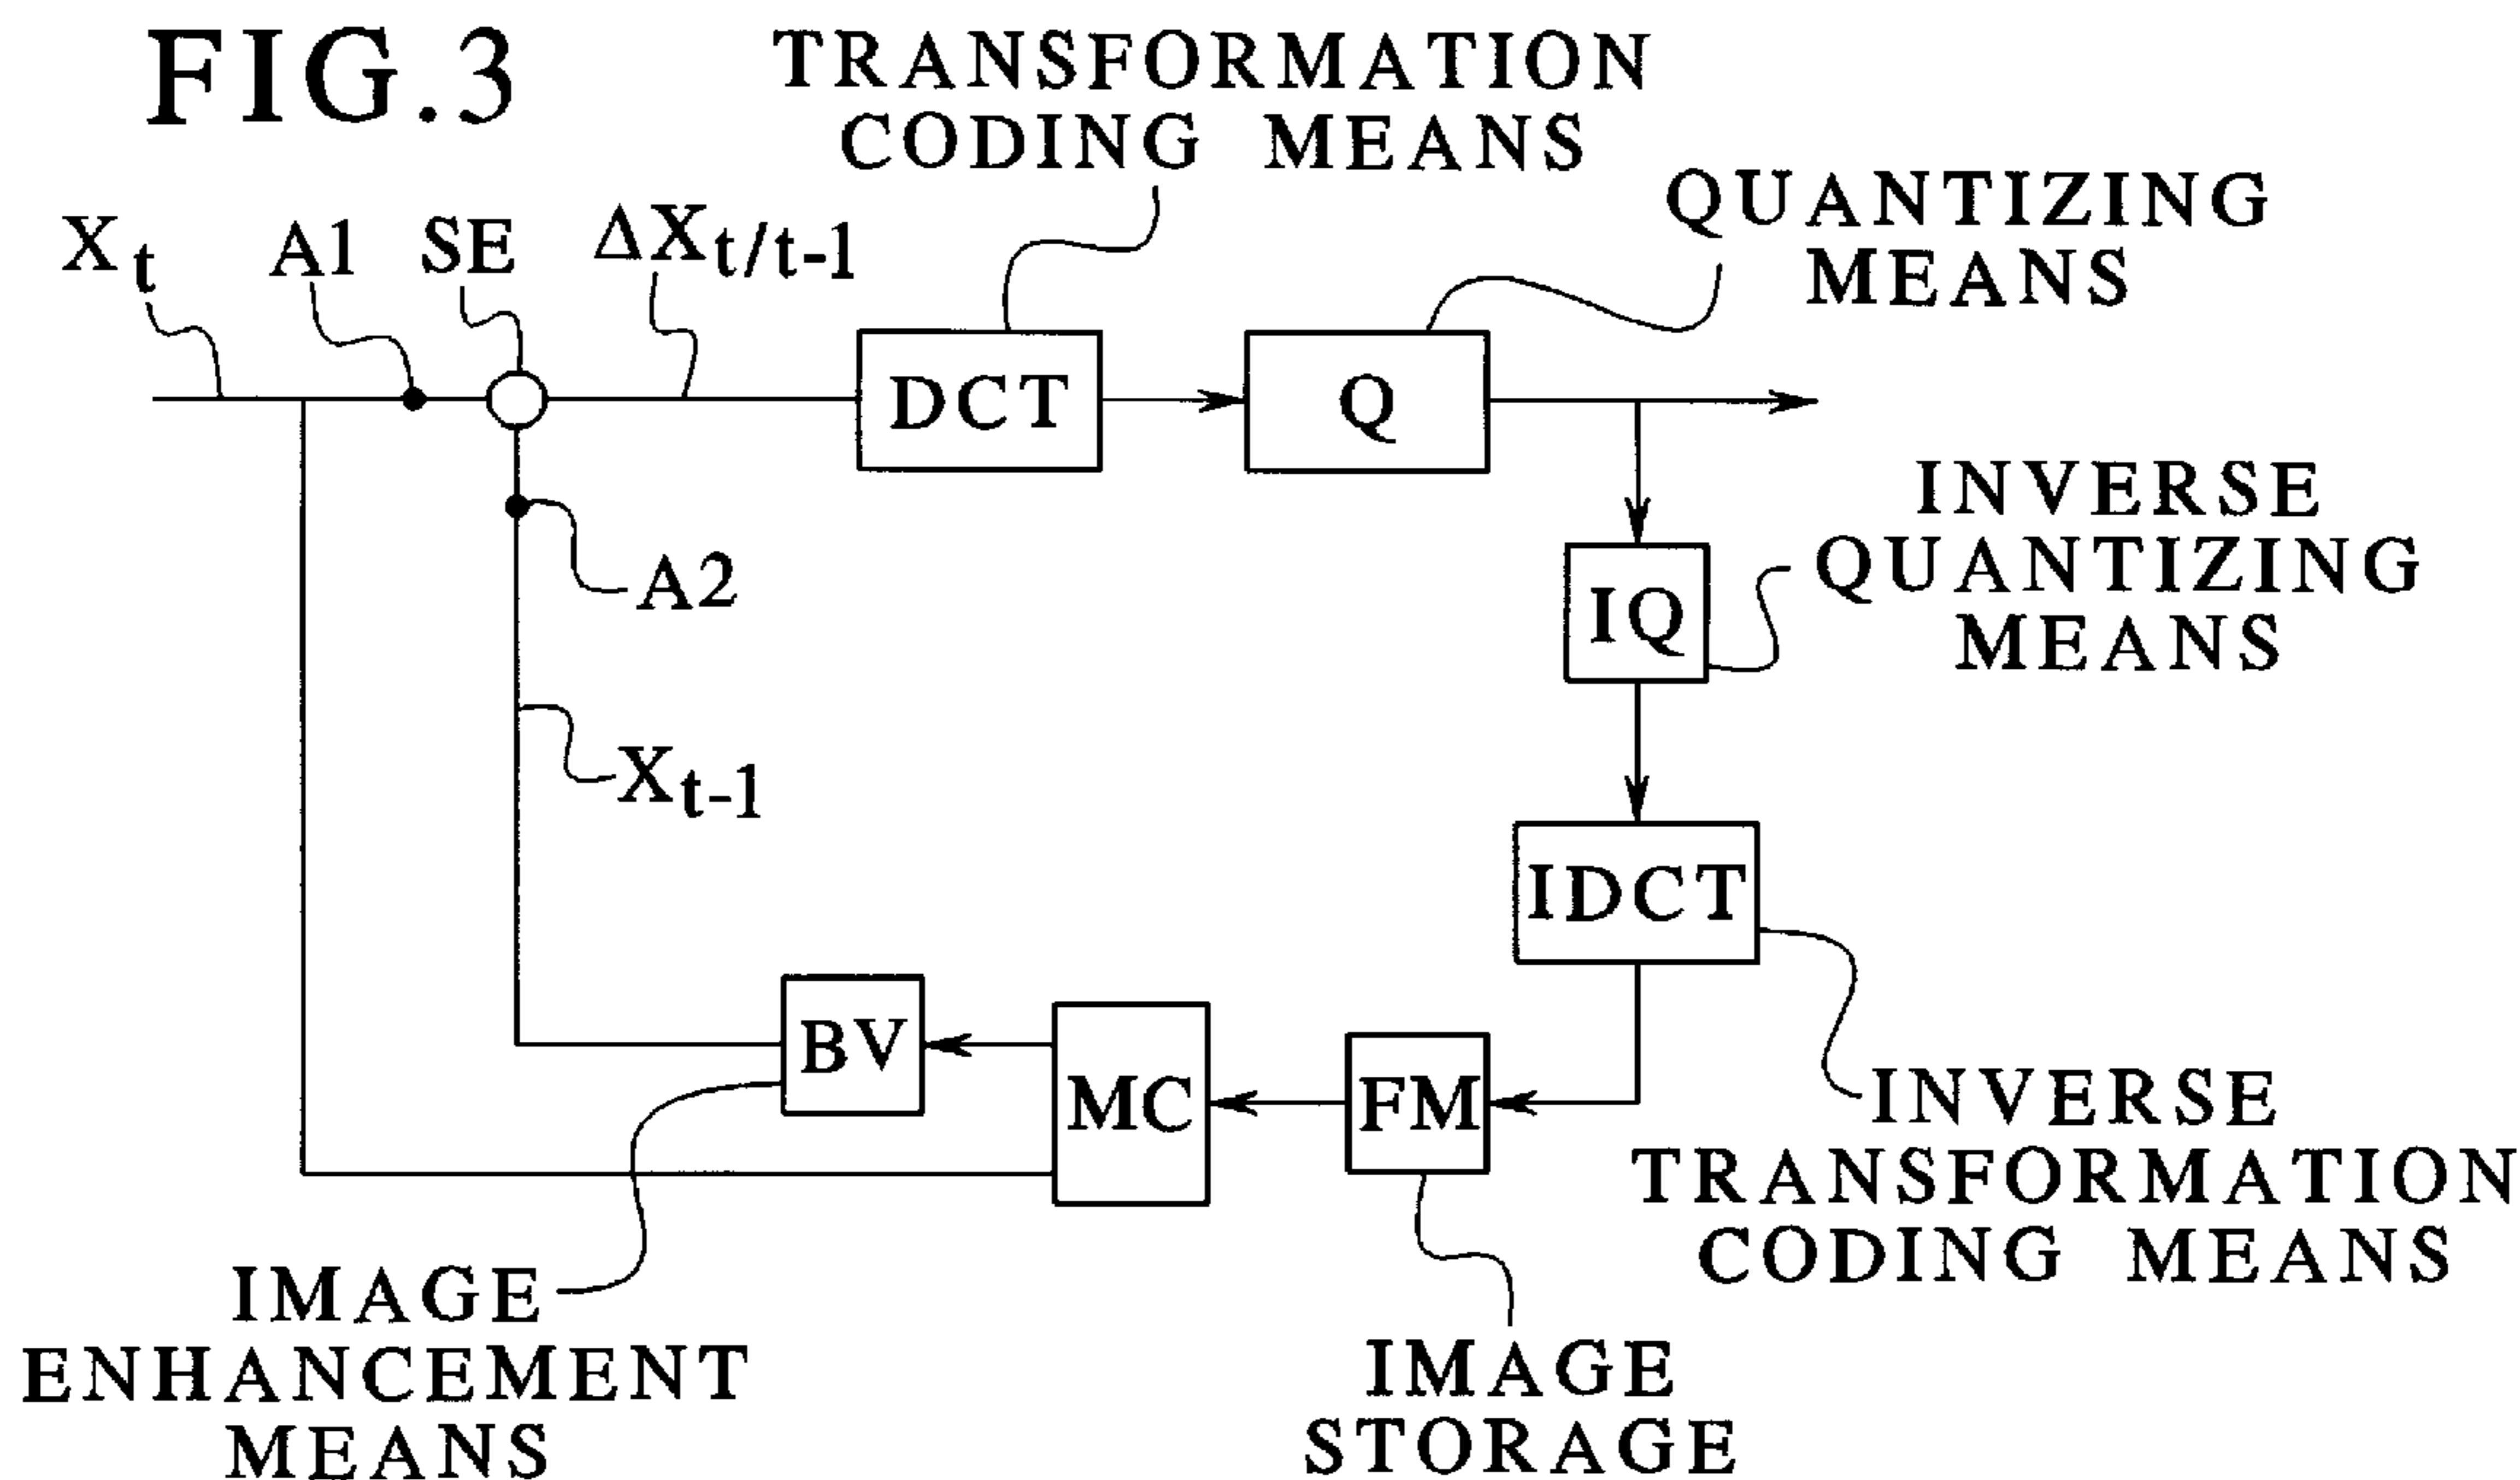 FIG.3
TRANSFORMATION
CODING MEANS
QUANTIZING
MEANS
Xt
A1
SE
ΔXt/t-1
DCT
Q
INVERSE
QUANTIZING
MEANS
A2
IQ
Xt-1
IDCT
BV
MC
FM
INVERSE
TRANSFORMATION
CODING MEANS
IMAGE
ENHANCEMENT
MEANS
IMAGE
STORAGE